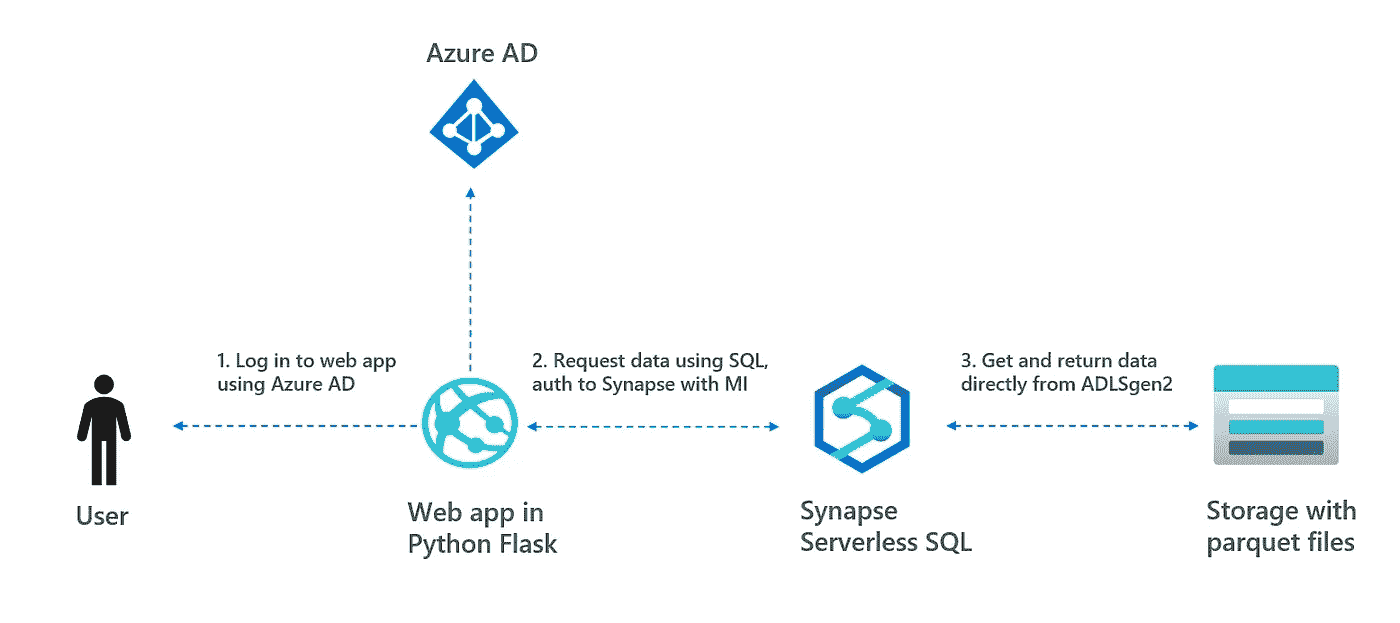 Azure AD
1. Log in to web app
using Azure AD
2. Request data using SQL,
auth to Synapse with MI
3. Get and return data
directly from ADLSgen2
User
Web app in
Python Flask
Synapse
Serverless SQL
Storage with
parquet files